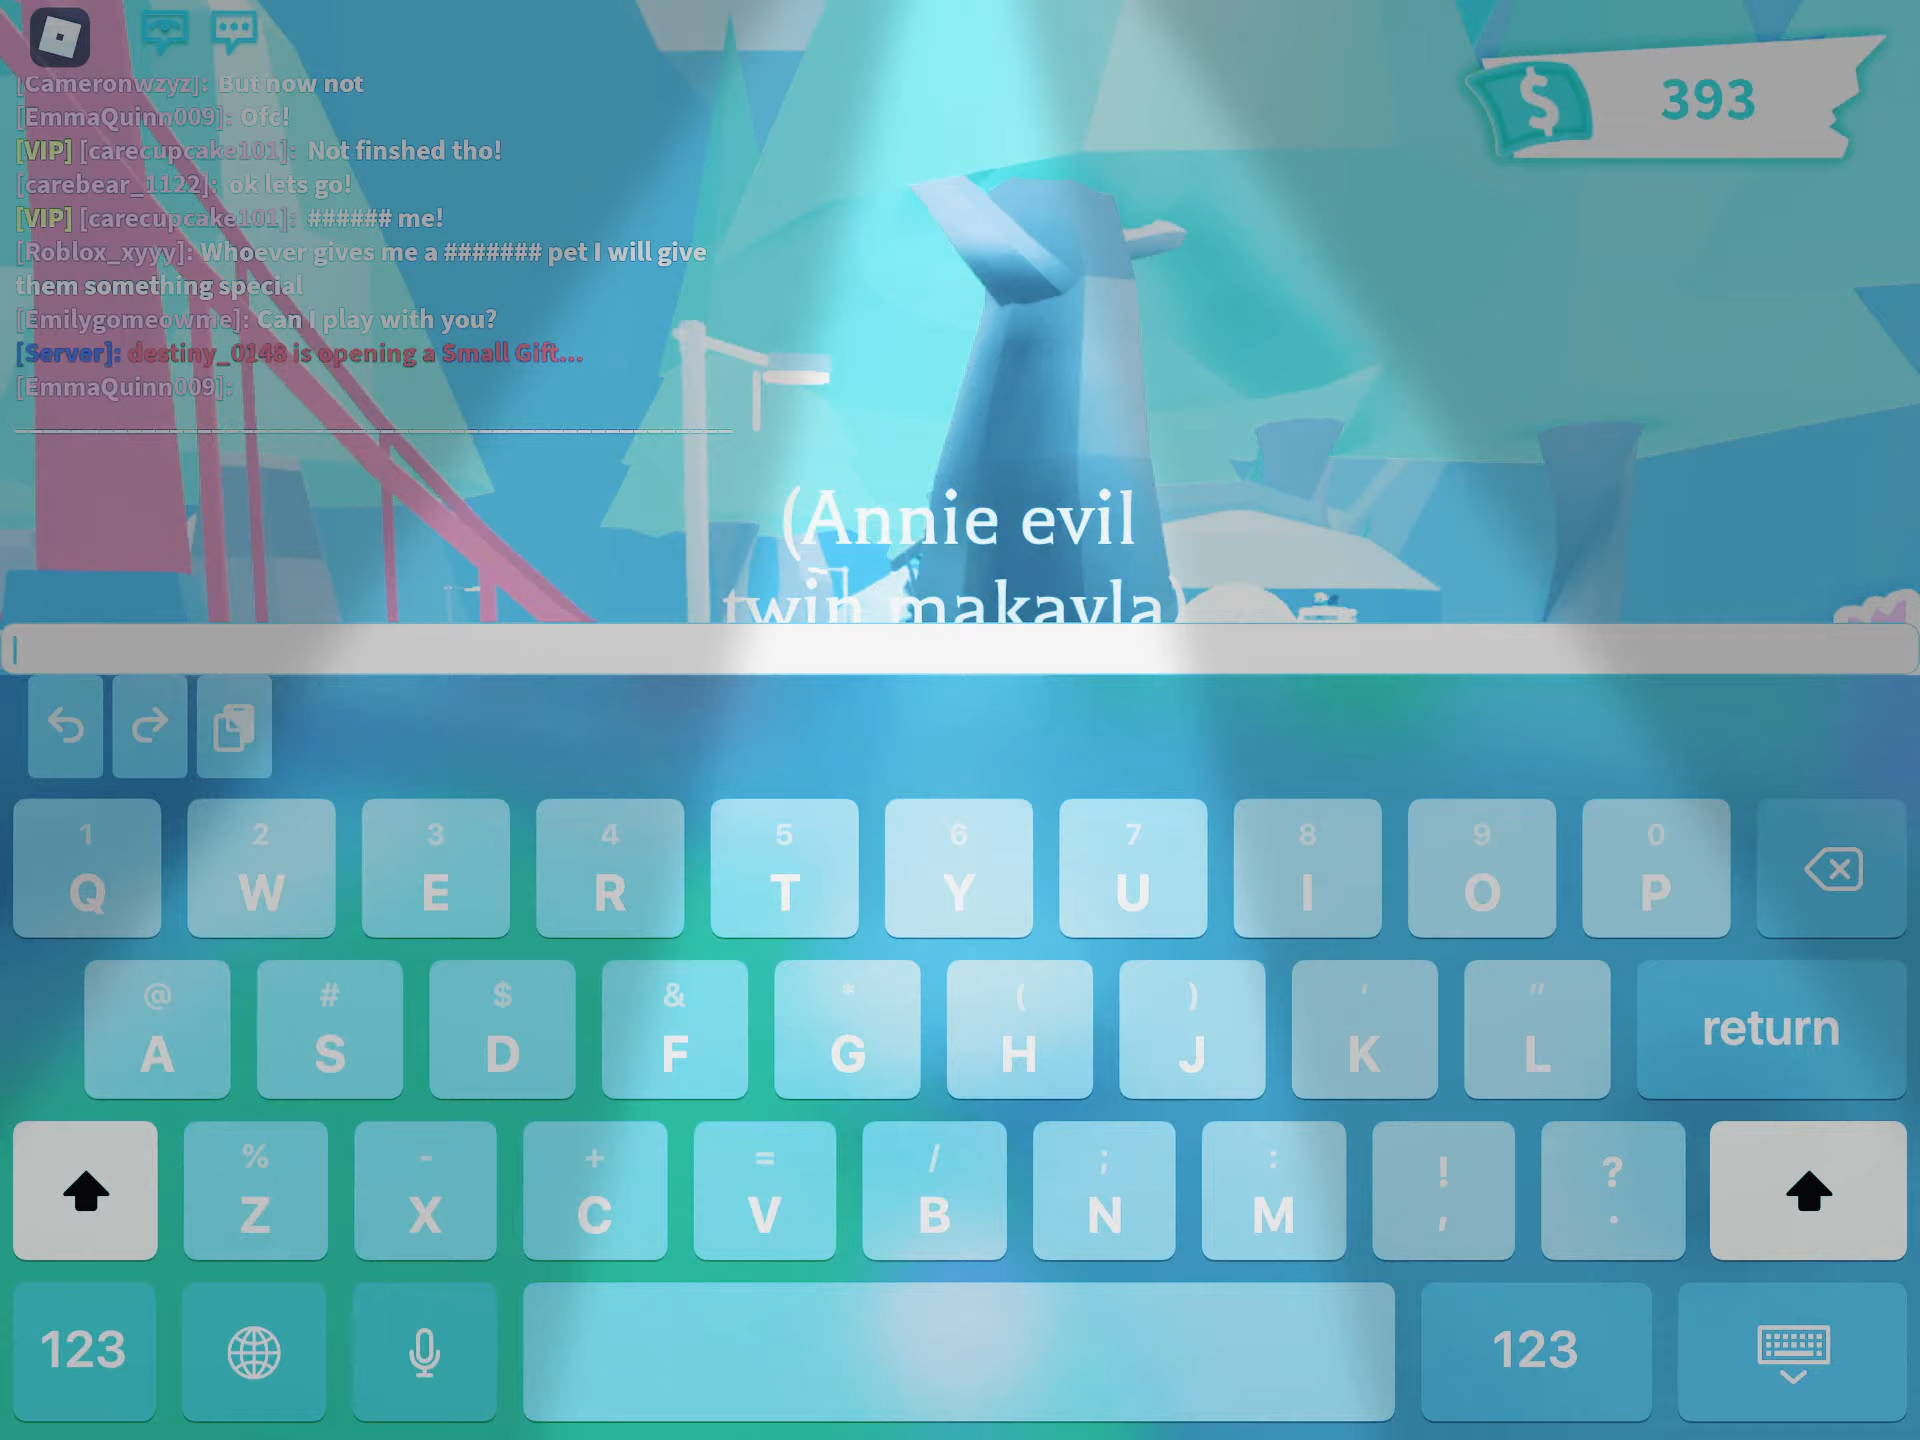 [Cameronwzyz]: But now not
[EmmaQuinn009]: Ofc!
[VIP] [carecupcake101]: Not finshed tho!
[carebear_1122]: ok lets go!
[VIP] [carecupcake101]: ###### me!
[Roblox_xyyy]: Whoever gives me a ####### pet I will give
them something special
[Emilygomeowme]: Can I play with you?
[Server]: destiny_0148 is opening a Small Gift...
[EmmaQuinn009]:
$ 393
(Annie evil
twin makayla)
1 2 3 4 5 6 7 8 9 0
Q W E R T Y U I O P
@ # $ & * ( ) ' "
A S D F G H J K L return
% - + = / ; : ! ?
Z X C V B N M , .
123 123